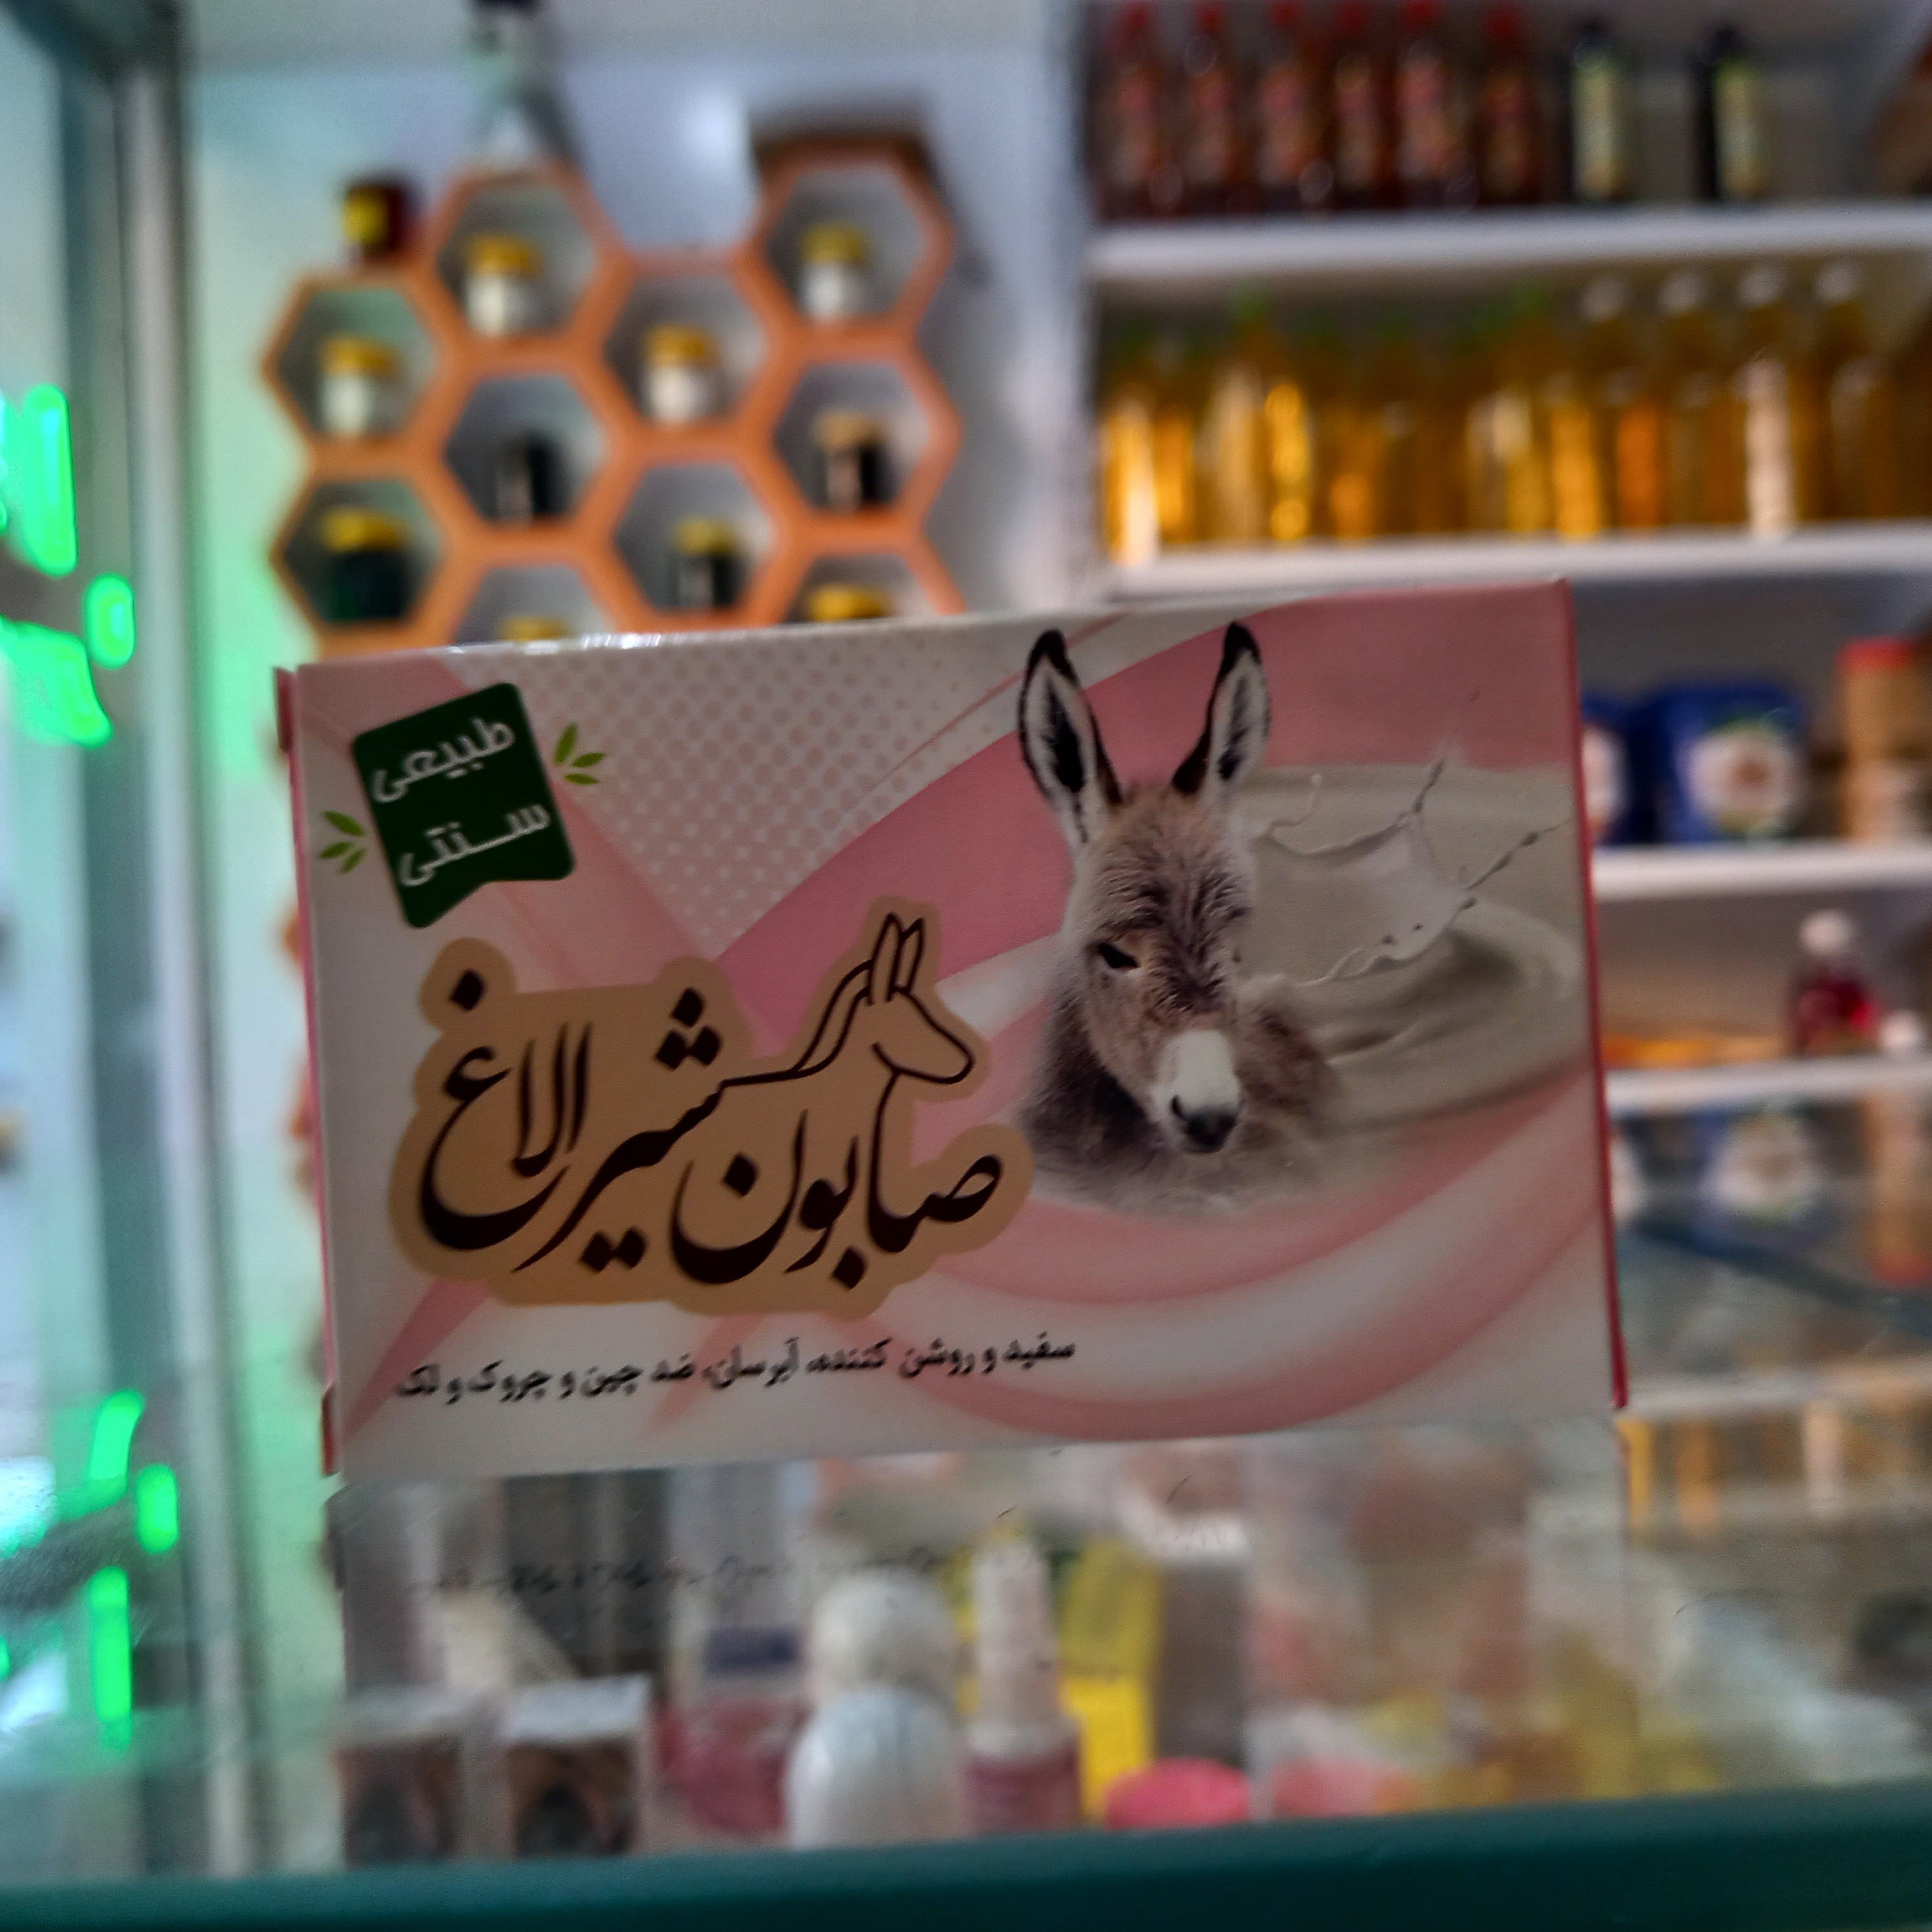 طبیعی
سنتی
صابون شیر الاغ
سفید و روشن کننده، آبرسان، ضد چین و چروک و لک